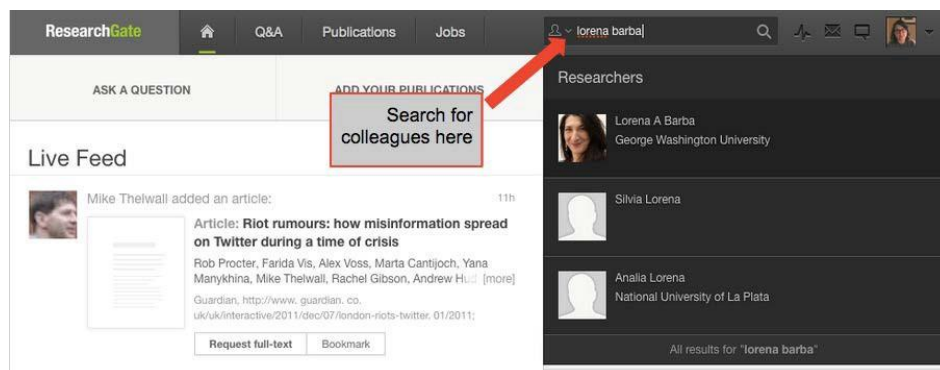 ResearchGate
Q&A
Publications
Jobs
lorena barba
ASK A QUESTION
ADD YOUR PUBLICATIONS
Search for
colleagues here
Live Feed
Mike Thelwall added an article:
11h
Article: Riot rumours: how misinformation spread
on Twitter during a time of crisis
Rob Procter, Farida Vis, Alex Voss, Marta Cantijoch, Yana
Manykhina, Mike Thelwall, Rachel Gibson, Andrew [more]
Guardian, http://www. guardian. co.
uk/uk/interactive/2011/dec/07/london-riots-twitter. 01/2011;
Request full-text
Bookmark
Researchers
Lorena A Barba
George Washington University
Silvia Lorena
Analia Lorena
National University of La Plata
All results for "lorena barba"